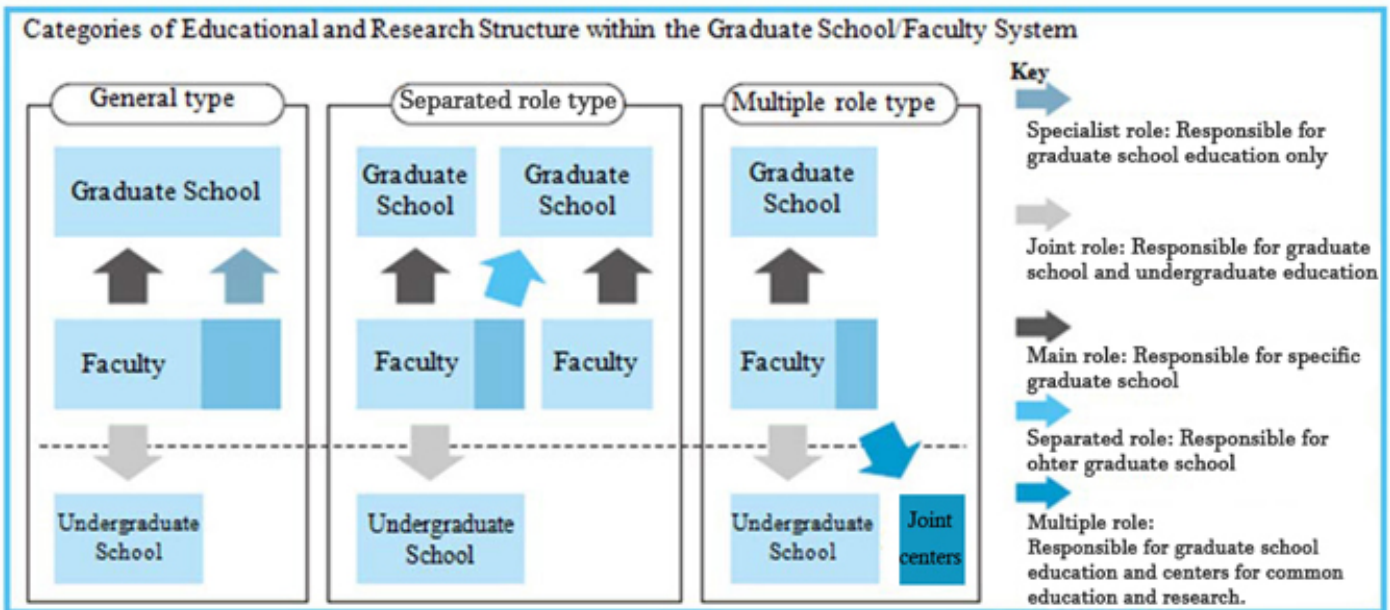 Categories of Educational and Research Structure within the Graduate School/Faculty System
General type
Graduate School
Faculty
Undergraduate
School
Separated role type
Graduate
School
Graduate
School
Faculty
Faculty
Undergraduate
School
Multiple role type
Graduate
School
Faculty
Undergraduate
School
Joint
centers
Key
Specialist role: Responsible for
graduate school education only
Joint role: Responsible for graduate
school and undergraduate education
Main role: Responsible for specific
graduate school
Separated role: Responsible for
ohter graduate school
Multiple role:
Responsible for graduate school
education and centers for common
education and research.